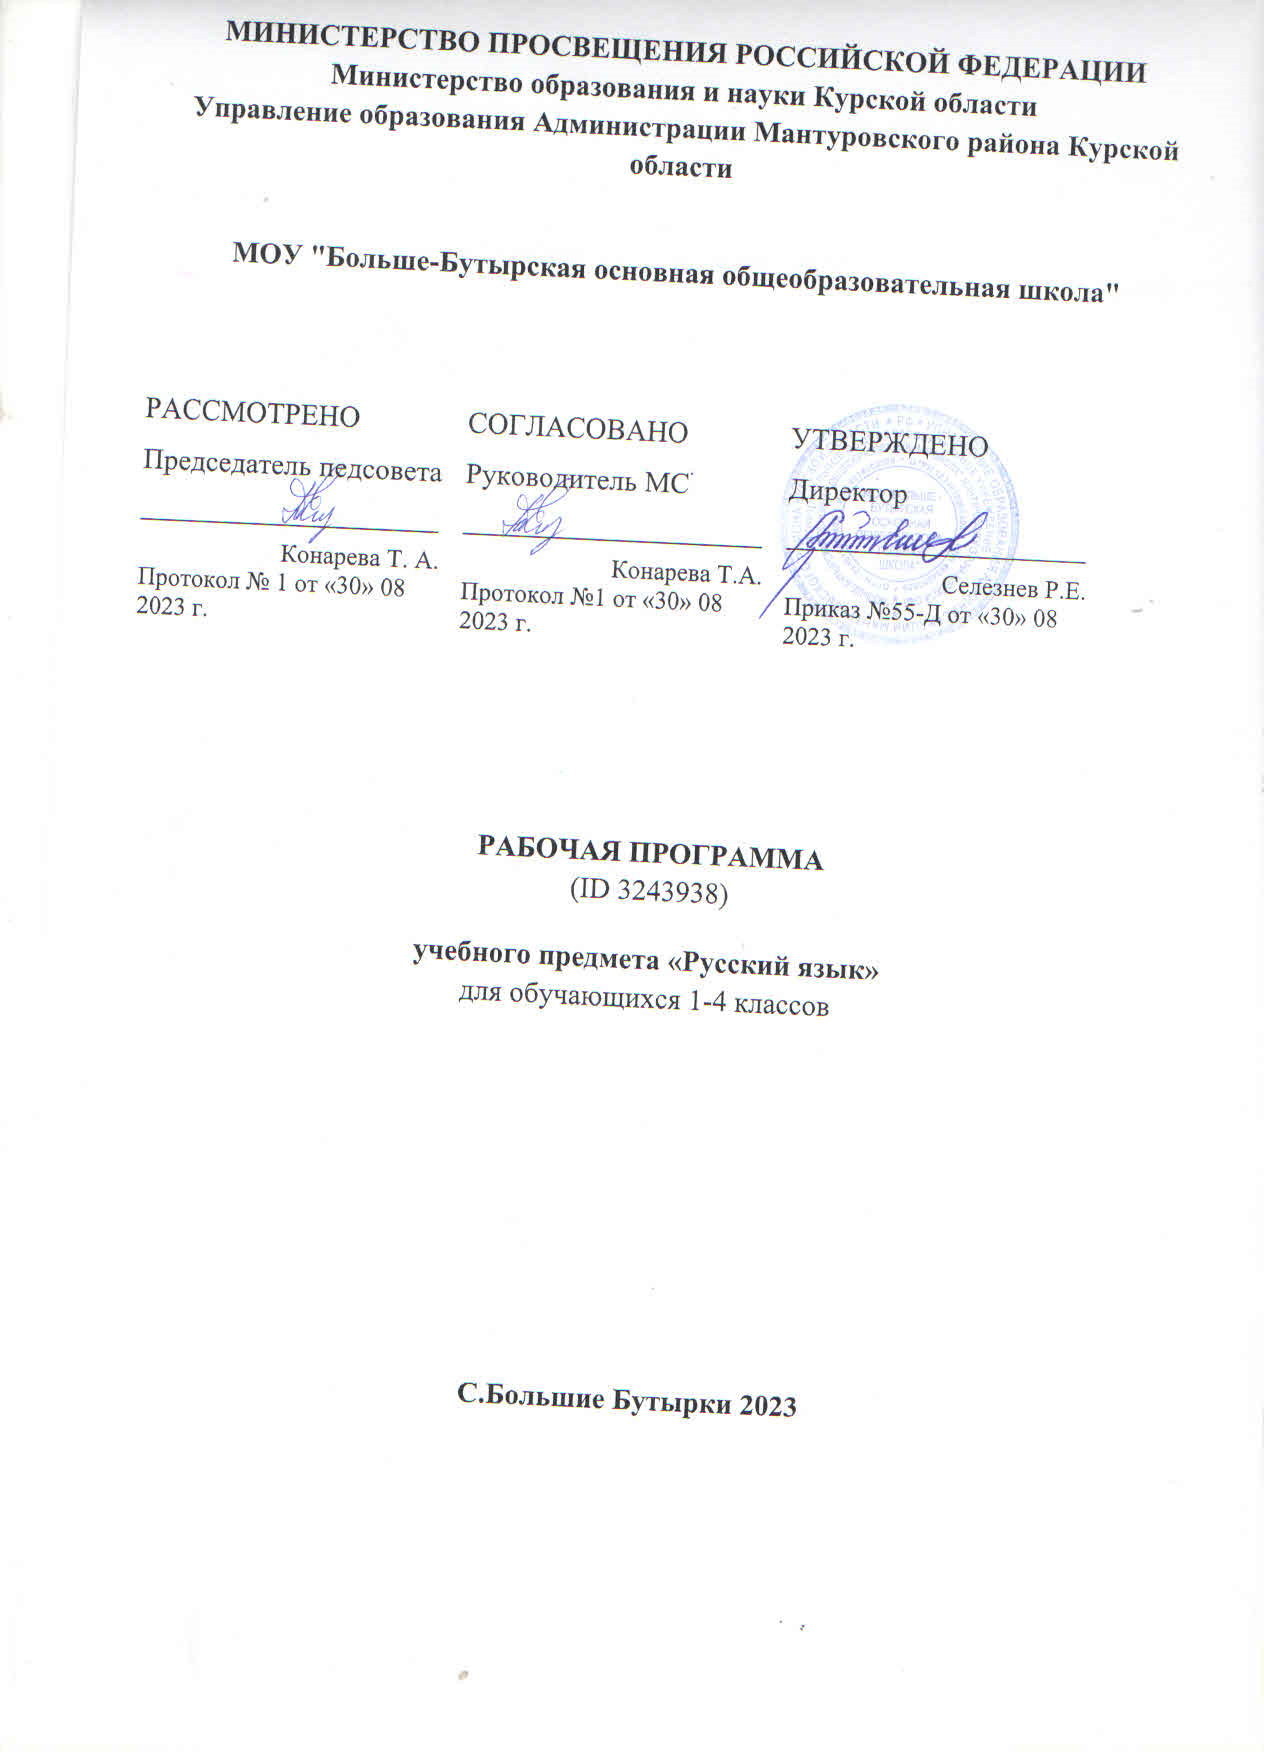 МИНИСТЕРСТВО ПРОСВЕЩЕНИЯ РОССИЙСКОЙ ФЕДЕРАЦИИ
Министерство образования и науки Курской области
Управление образования Администрации Мантуровского района Курской
области
МОУ "Больше-Бутырская основная общеобразовательная школа"
РАССМОТРЕНО
Председатель педсовета
Конарева Т. А.
Протокол № 1 от «30» 08
2023 г.
СОГЛАСОВАНО
Руководитель МС
Конарева Т.А.
Протокол №1 от «30» 08
2023 г.
УТВЕРЖДЕНО
Директор
Селезнев Р.Е.
Приказ №55-Д от «30» 08
2023 г.
БУТЫРСКАЯ
ОСНОВНАЯ
ШКОЛА"
РАБОЧАЯ ПРОГРАММА
(ID 3243938)
учебного предмета «Русский язык»
для обучающихся 1-4 классов
С.Большие Бутырки 2023